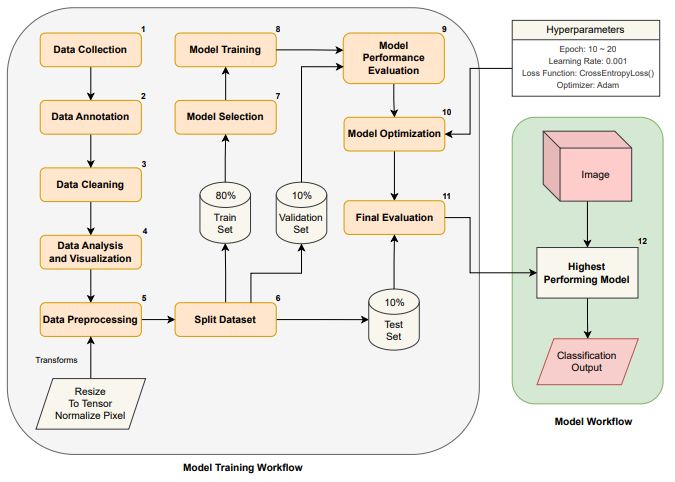 1
Data Collection
2
Data Annotation
3
Data Cleaning
4
Data Analysis
and Visualization
5
Data Preprocessing
Transforms
Resize
To Tensor
Normalize Pixel
6
Split Dataset
80%
Train
Set
10%
Validation
Set
10%
Test
Set
7
Model Selection
8
Model Training
9
Model
Performance
Evaluation
10
Model Optimization
11
Final Evaluation
Model Training Workflow
Hyperparameters
Epoch: 10 ~ 20
Learning Rate: 0.001
Loss Function: CrossEntropyLoss()
Optimizer: Adam
Image
12
Highest
Performing Model
Classification
Output
Model Workflow